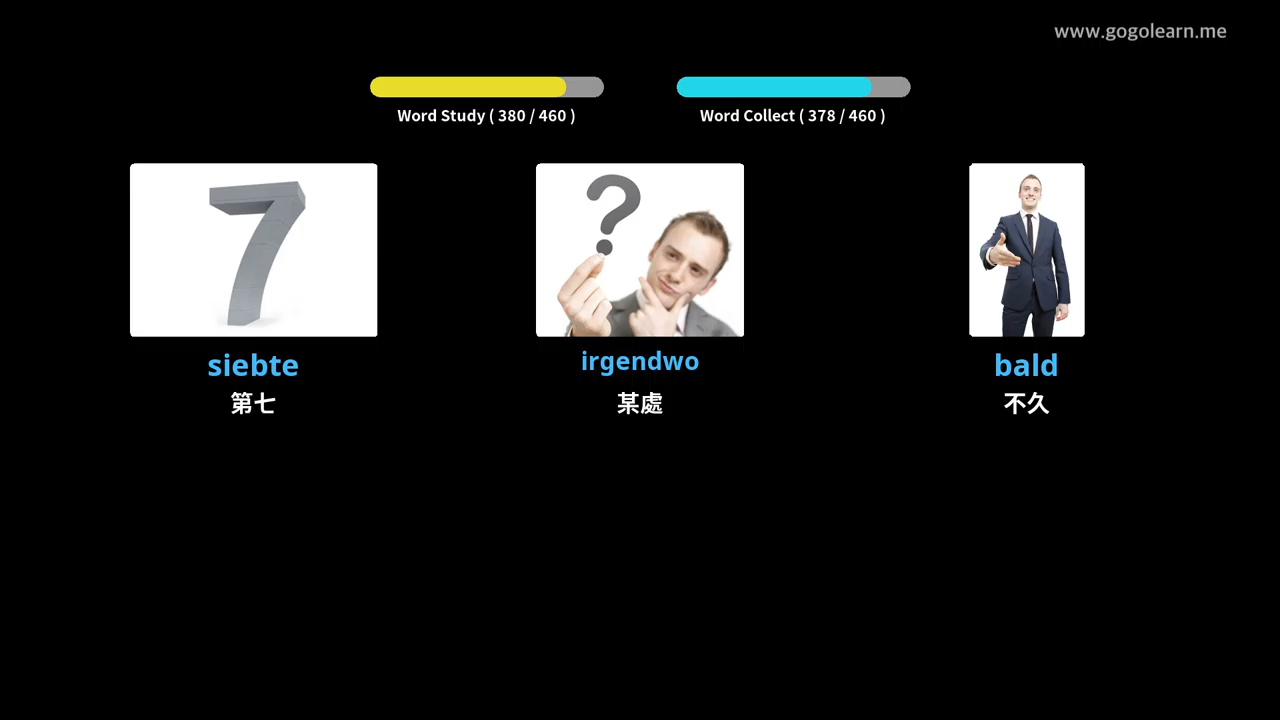 www.gogolearn.me
Word Study ( 380 / 460 )
Word Collect ( 378 / 460 )
7
?
siebte
irgendwo
bald
第七
某處
不久